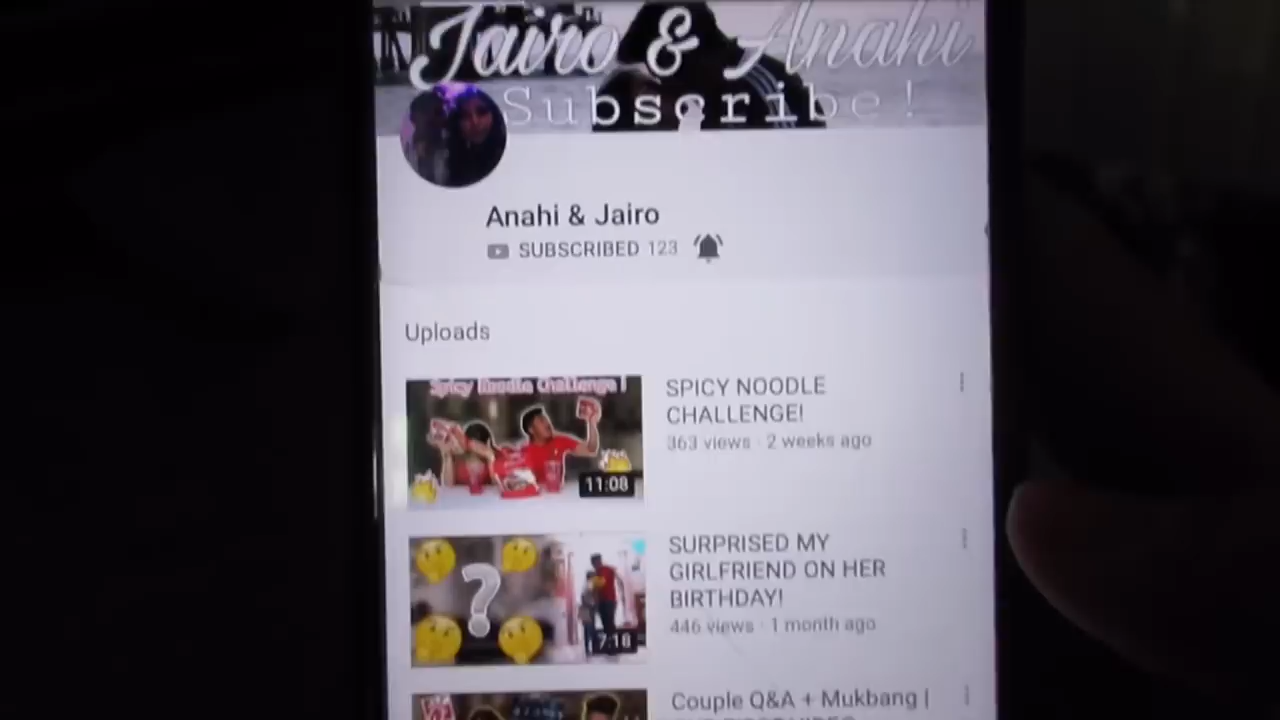 Jairo & Anahi
Subscribe!
Anahi & Jairo
SUBSCRIBED 123
Uploads
Spicy Noodle Challenge!
11:08
SPICY NOODLE
CHALLENGE!
363 views · 2 weeks ago
?
7:18
SURPRISED MY
GIRLFRIEND ON HER
BIRTHDAY!
446 views · 1 month ago
Couple Q&A + Mukbang |